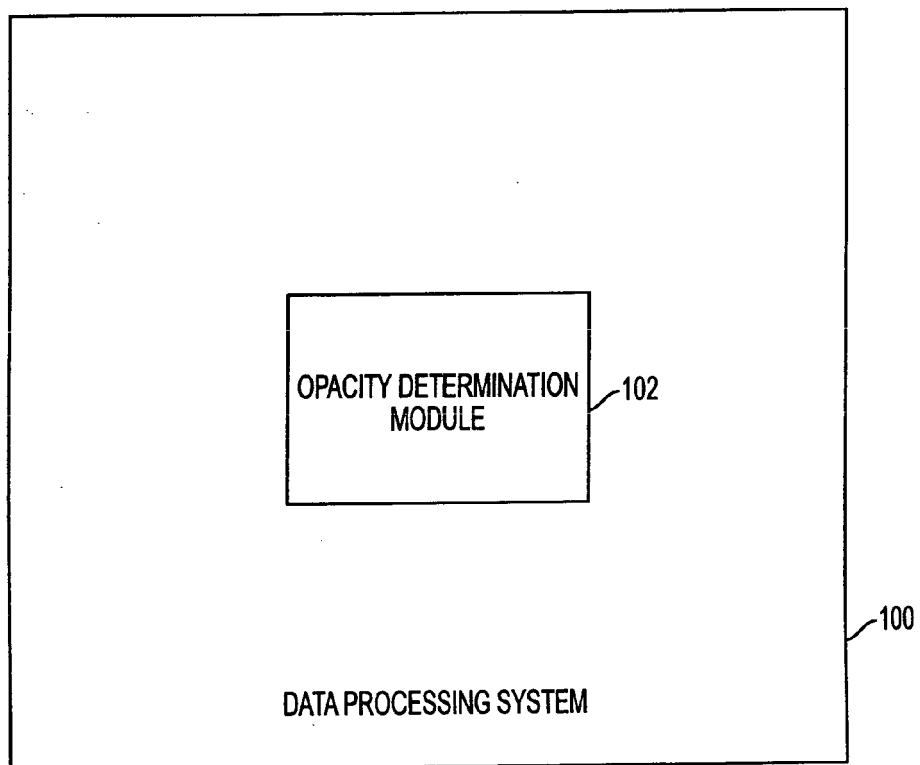 OPACITY DETERMINATION
MODULE
102
100
DATA PROCESSING SYSTEM